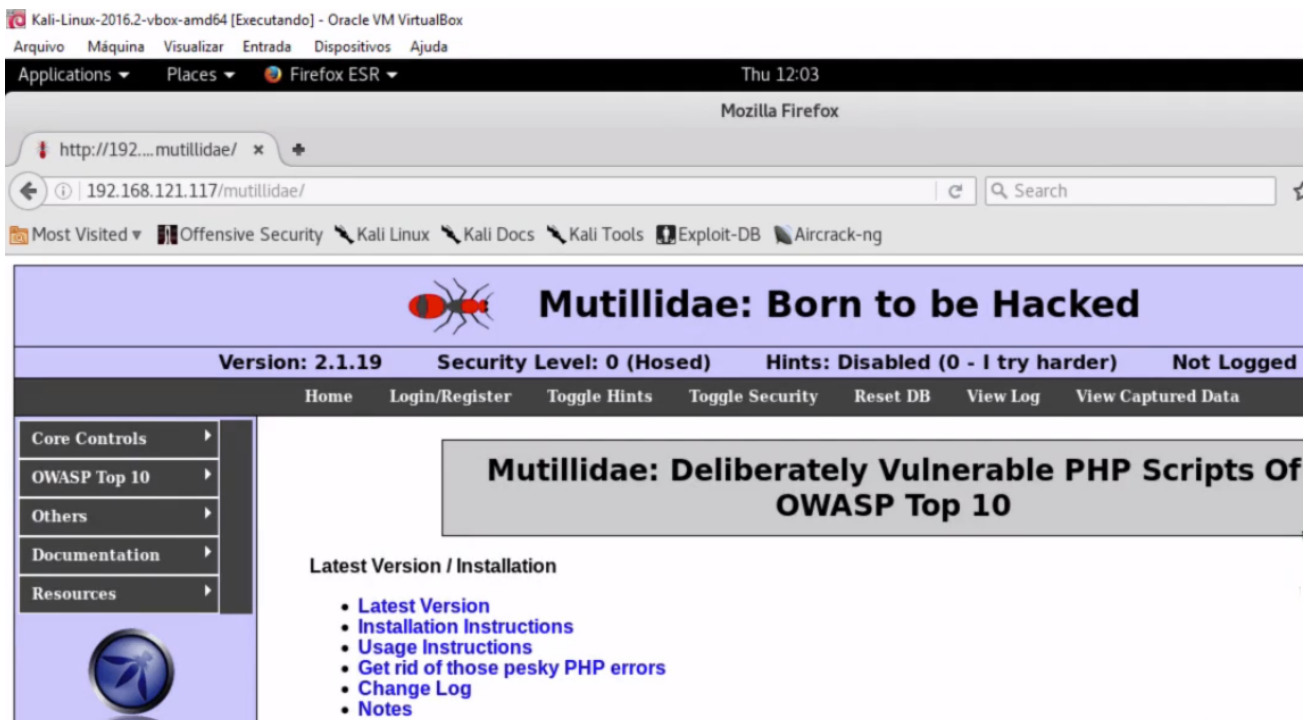 Kali-Linux-2016.2-vbox-amd64 [Executando] - Oracle VM VirtualBox
Arquivo Máquina Visualizar Entrada Dispositivos Ajuda
Applications Places Firefox ESR Thu 12:03
Mozilla Firefox
http://192....mutillidae/
192.168.121.117/mutillidae/ Search
Most Visited Offensive Security Kali Linux Kali Docs Kali Tools Exploit-DB Aircrack-ng
Mutillidae: Born to be Hacked
Version: 2.1.19 Security Level: 0 (Hosed) Hints: Disabled (0 - I try harder) Not Logged
Home Login/Register Toggle Hints Toggle Security Reset DB View Log View Captured Data
Core Controls
OWASP Top 10
Others
Documentation
Resources
Mutillidae: Deliberately Vulnerable PHP Scripts Of
OWASP Top 10
Latest Version / Installation
• Latest Version
• Installation Instructions
• Usage Instructions
• Get rid of those pesky PHP errors
• Change Log
• Notes